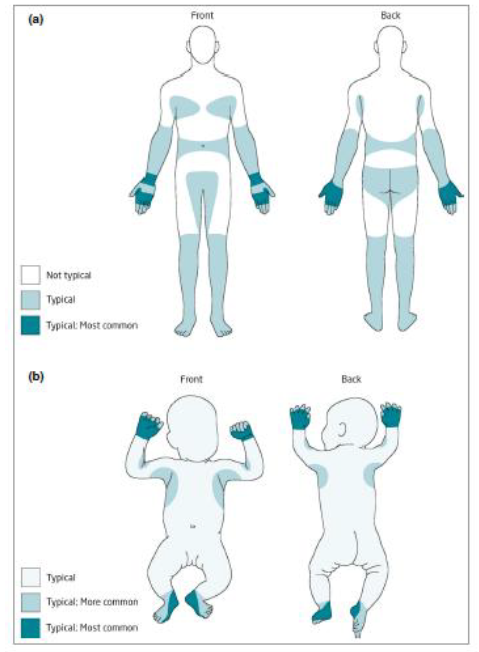 (a)
Front Back
Not typical
Typical
Typical: Most common
(b)
Front Back
Typical
Typical: More common
Typical: Most common